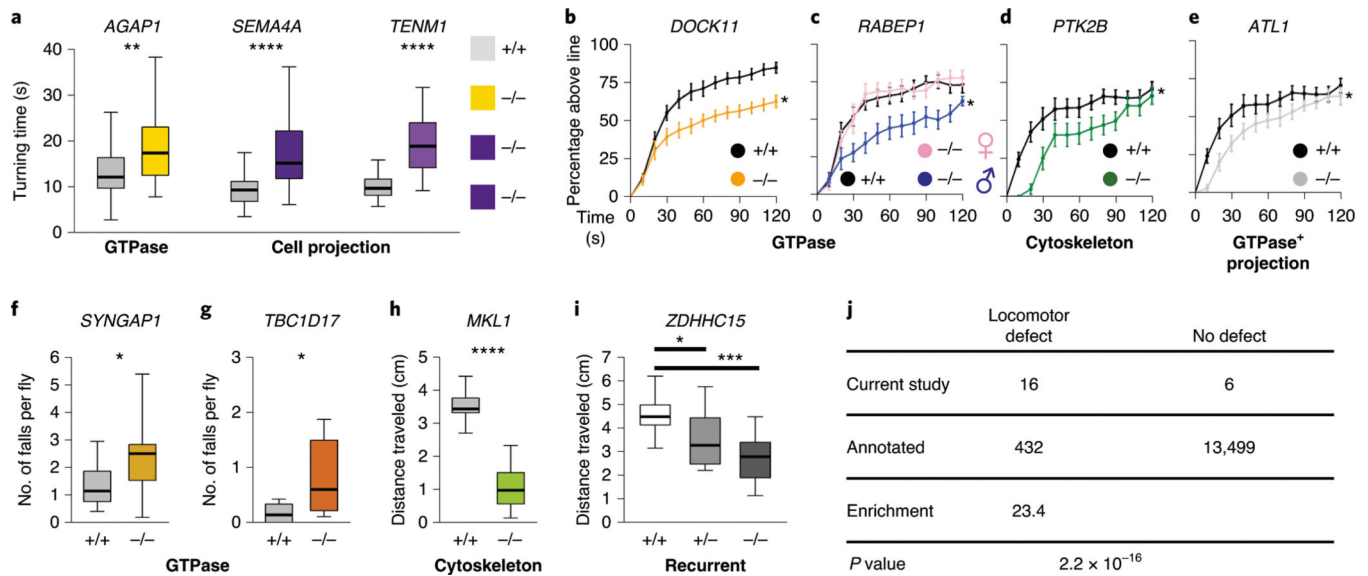 a
AGAP1 SEMA4A TENM1
** **** ****
Turning time (s)
40
30
20
10
0
+/+
–/–
–/–
–/–
GTPase Cell projection
b
DOCK11
Percentage above line
100
75
50
25
0
*
+/+
–/–
Time (s)
0 30 60 90 120
c
RABEP1
*
–/– ♀
+/+ –/– ♂
0 30 60 90 120
GTPase
d
PTK2B
*
+/+
–/–
0 30 60 90 120
Cytoskeleton
e
ATL1
*
+/+
–/–
0 30 60 90 120
GTPase⁺
projection
f
SYNGAP1
*
No. of falls per fly
6
5
4
3
2
1
0
+/+ –/–
g
TBC1D17
*
No. of falls per fly
3
2
1
0
+/+ –/–
GTPase
h
MKL1
****
Distance traveled (cm)
5
4
3
2
1
0
+/+ –/–
Cytoskeleton
i
ZDHHC15
*
***
Distance traveled (cm)
7
6
5
4
3
2
1
0
+/+ +/– –/–
Recurrent
j
Locomotor
defect No defect
Current study 16 6
Annotated 432 13,499
Enrichment 23.4
P value 2.2 × 10⁻¹⁶